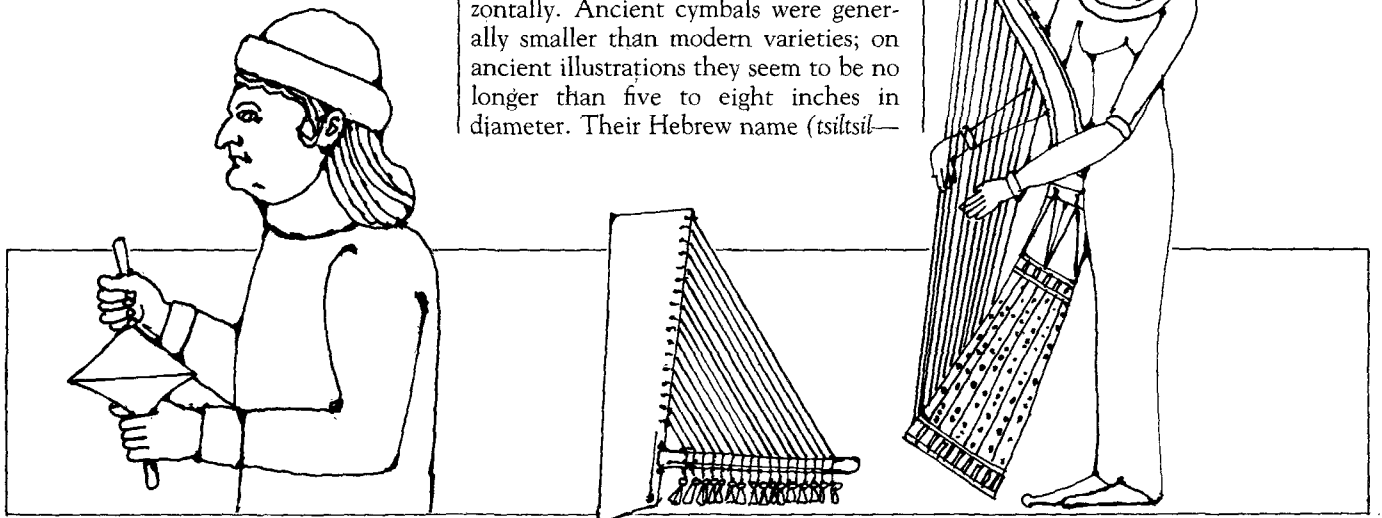 zontally. Ancient cymbals were gener-
ally smaller than modern varieties; on
ancient illustrations they seem to be no
longer than five to eight inches in
diameter. Their Hebrew name (tsiltsil—